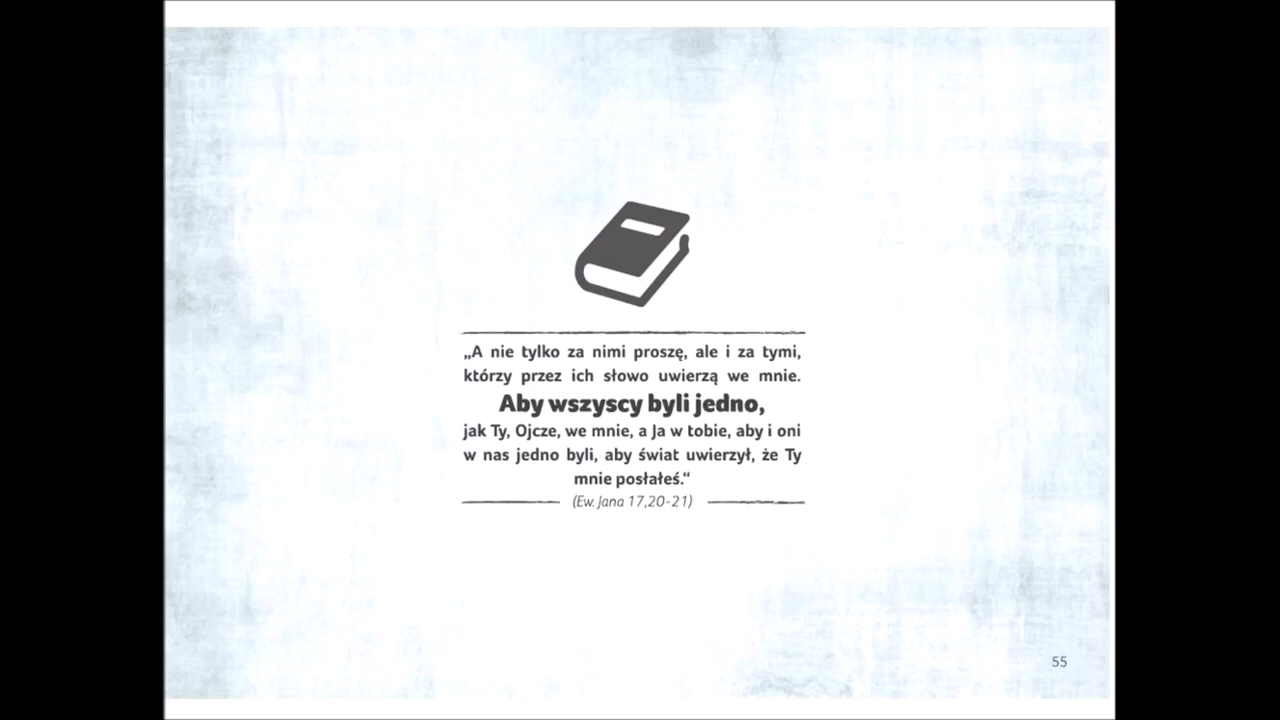 „A nie tylko za nimi proszę, ale i za tymi,
którzy przez ich słowo uwierzą we mnie.
Aby wszyscy byli jedno,
jak Ty, Ojcze, we mnie, a Ja w tobie, aby i oni
w nas jedno byli, aby świat uwierzył, że Ty
mnie posłałeś.“
(Ew. Jana 17,20-21)
55